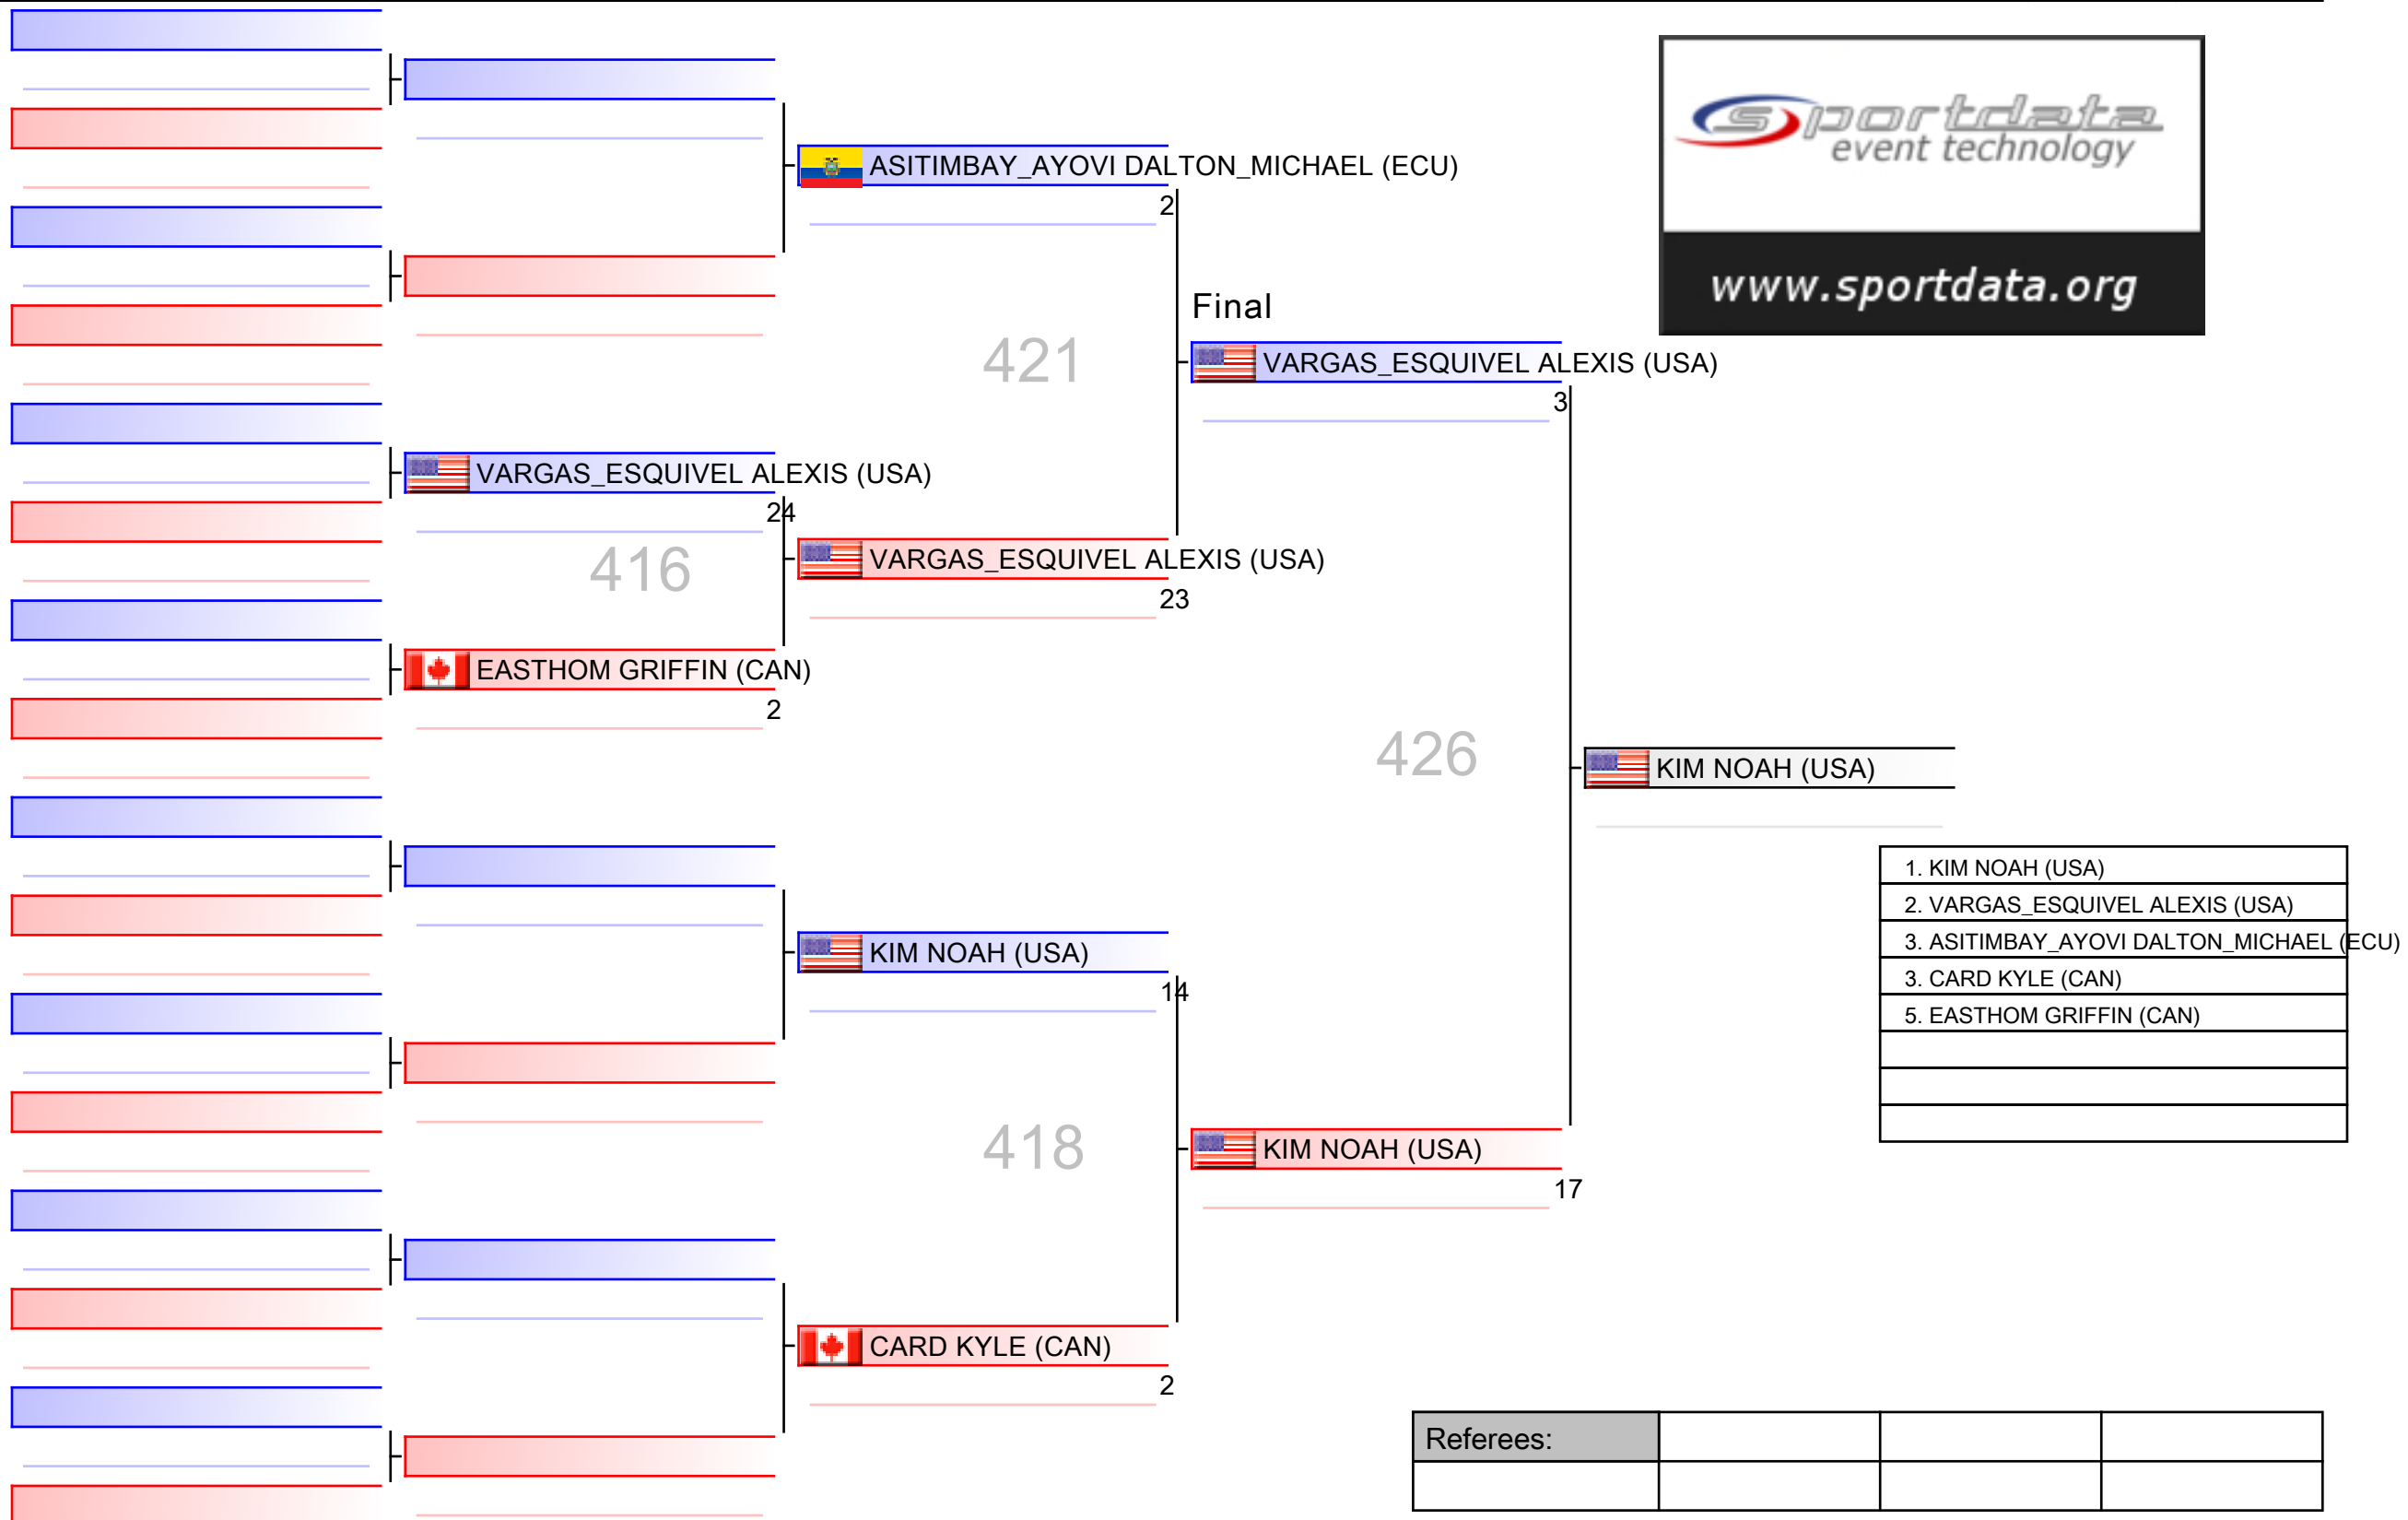 sportdata
event technology
www.sportdata.org
ASITIMBAY_AYOVI DALTON_MICHAEL (ECU)
2
421
Final
VARGAS_ESQUIVEL ALEXIS (USA)
3
VARGAS_ESQUIVEL ALEXIS (USA)
24
416
VARGAS_ESQUIVEL ALEXIS (USA)
23
EASTHOM GRIFFIN (CAN)
2
426
KIM NOAH (USA)
1. KIM NOAH (USA)
2. VARGAS_ESQUIVEL ALEXIS (USA)
3. ASITIMBAY_AYOVI DALTON_MICHAEL (ECU)
3. CARD KYLE (CAN)
5. EASTHOM GRIFFIN (CAN)
KIM NOAH (USA)
14
418
KIM NOAH (USA)
17
CARD KYLE (CAN)
2
Referees: